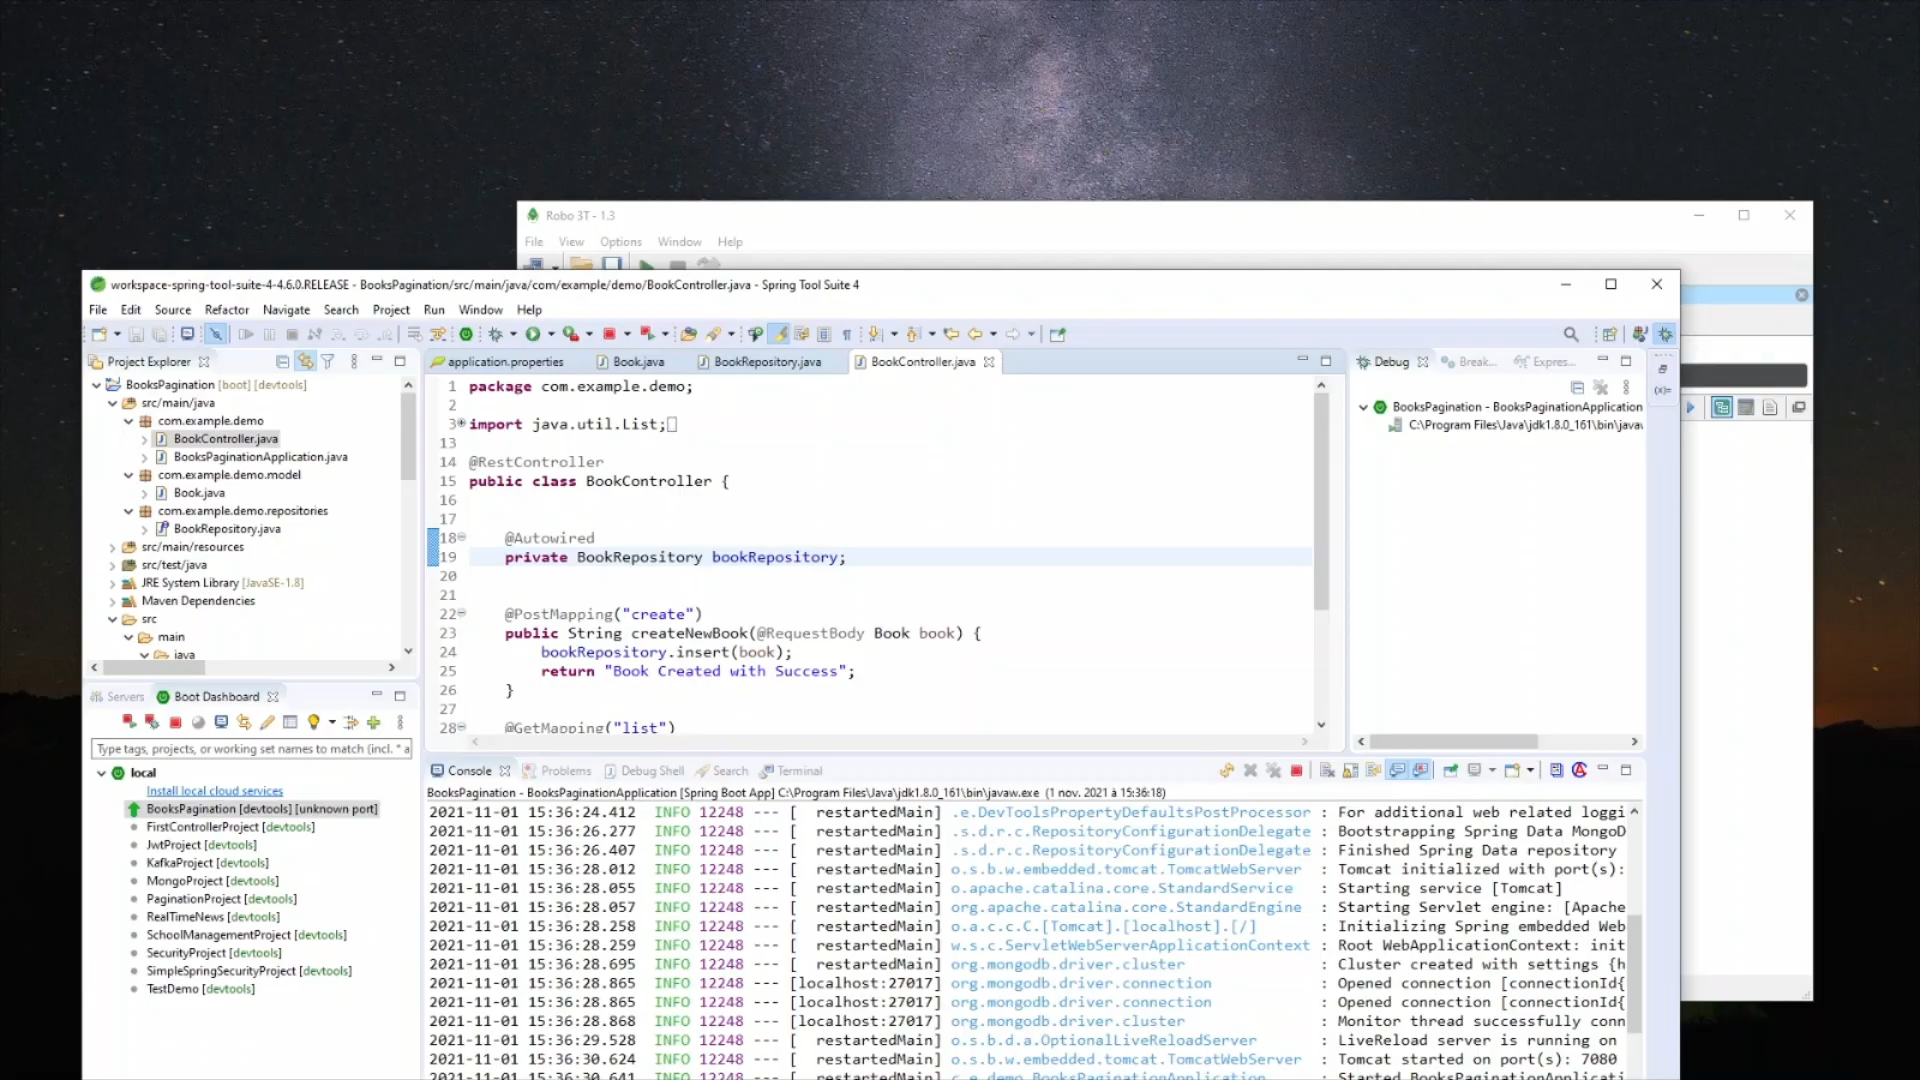 Robo 3T - 1.3
File View Options Window Help
workspace-spring-tool-suite-4-4.6.0.RELEASE - BooksPagination/src/main/java/com/example/demo/BookController.java - Spring Tool Suite 4
File Edit Source Refactor Navigate Search Project Run Window Help
Project Explorer
BooksPagination [boot] [devtools]
src/main/java
com.example.demo
BookController.java
BooksPaginationApplication.java
com.example.demo.model
Book.java
com.example.demo.repositories
BookRepository.java
src/main/resources
src/test/java
JRE System Library [JavaSE-1.8]
Maven Dependencies
src
main
java
application.properties Book.java BookRepository.java BookController.java
1 package com.example.demo;
2
3 import java.util.List;
13
14 @RestController
15 public class BookController {
16
17
18 @Autowired
19 private BookRepository bookRepository;
20
21
22 @PostMapping("create")
23 public String createNewBook(@RequestBody Book book) {
24 bookRepository.insert(book);
25 return "Book Created with Success";
26 }
27
28 @GetMapping("list")
Debug Break... Expres...
BooksPagination - BooksPaginationApplication
C:\Program Files\Java\jdk1.8.0_161\bin\javaw
(x)=
Servers Boot Dashboard
Type tags, projects, or working set names to match (incl. * a
local
Install local cloud services
BooksPagination [devtools] [unknown port]
FirstControllerProject [devtools]
JwtProject [devtools]
KafkaProject [devtools]
MongoProject [devtools]
PaginationProject [devtools]
RealTimeNews [devtools]
SchoolManagementProject [devtools]
SecurityProject [devtools]
SimpleSpringSecurityProject [devtools]
TestDemo [devtools]
Console Problems Debug Shell Search Terminal
BooksPagination - BooksPaginationApplication [Spring Boot App] C:\Program Files\Java\jdk1.8.0_161\bin\javaw.exe (1 nov. 2021 à 15:36:18)
2021-11-01 15:36:24.412 INFO 12248 --- [ restartedMain] .e.DevToolsPropertyDefaultsPostProcessor : For additional web related loggi
2021-11-01 15:36:26.277 INFO 12248 --- [ restartedMain] .s.d.r.c.RepositoryConfigurationDelegate : Bootstrapping Spring Data MongoD
2021-11-01 15:36:26.407 INFO 12248 --- [ restartedMain] .s.d.r.c.RepositoryConfigurationDelegate : Finished Spring Data repository
2021-11-01 15:36:28.012 INFO 12248 --- [ restartedMain] o.s.b.w.embedded.tomcat.TomcatWebServer : Tomcat initialized with port(s):
2021-11-01 15:36:28.055 INFO 12248 --- [ restartedMain] o.apache.catalina.core.StandardService : Starting service [Tomcat]
2021-11-01 15:36:28.057 INFO 12248 --- [ restartedMain] org.apache.catalina.core.StandardEngine : Starting Servlet engine: [Apache
2021-11-01 15:36:28.258 INFO 12248 --- [ restartedMain] o.a.c.c.C.[Tomcat].[localhost].[/] : Initializing Spring embedded Web
2021-11-01 15:36:28.259 INFO 12248 --- [ restartedMain] w.s.c.ServletWebServerApplicationContext : Root WebApplicationContext: init
2021-11-01 15:36:28.695 INFO 12248 --- [ restartedMain] org.mongodb.driver.cluster : Cluster created with settings {h
2021-11-01 15:36:28.865 INFO 12248 --- [localhost:27017] org.mongodb.driver.connection : Opened connection [connectionId{
2021-11-01 15:36:28.865 INFO 12248 --- [localhost:27017] org.mongodb.driver.connection : Opened connection [connectionId{
2021-11-01 15:36:28.868 INFO 12248 --- [localhost:27017] org.mongodb.driver.cluster : Monitor thread successfully conn
2021-11-01 15:36:29.528 INFO 12248 --- [ restartedMain] o.s.b.d.a.OptionalLiveReloadServer : LiveReload server is running on
2021-11-01 15:36:30.624 INFO 12248 --- [ restartedMain] o.s.b.w.embedded.tomcat.TomcatWebServer : Tomcat started on port(s): 7080
2021-11-01 15:36:30.641 INFO 12248 --- [ restartedMain] c.e.demo.BooksPaginationApplication : Started BooksPaginationApplicati